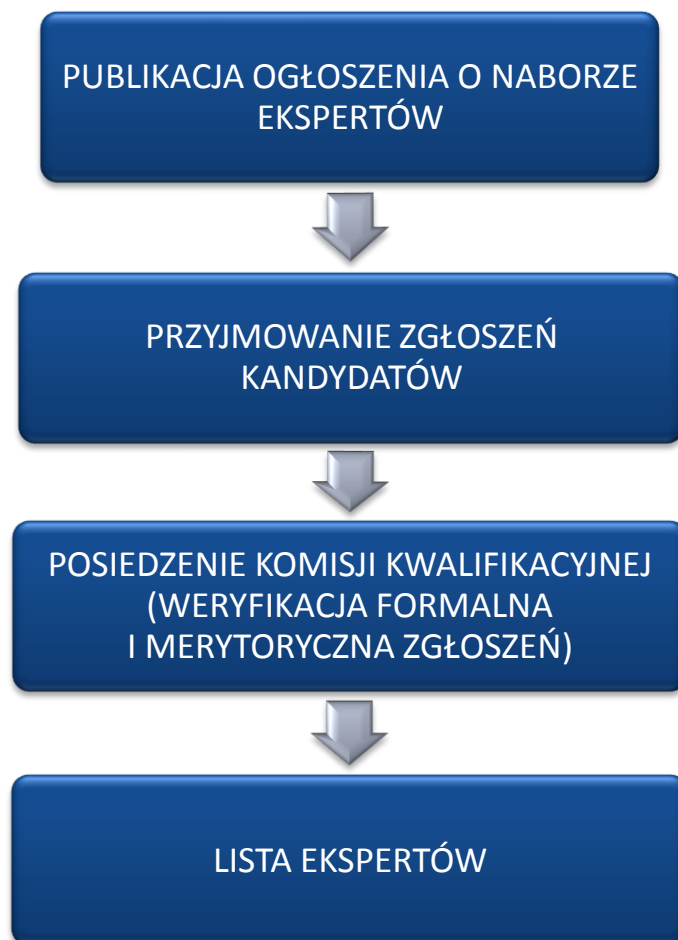 PUBLIKACJA OGŁOSZENIA O NABORZE
EKSPERTÓW
PRZYJMOWANIE ZGŁOSZEŃ
KANDYDATÓW
POSIEDZENIE KOMISJI KWALIFIKACYJNEJ
(WERYFIKACJA FORMALNA
I MERYTORYCZNA ZGŁOSZEŃ)
LISTA EKSPERTÓW